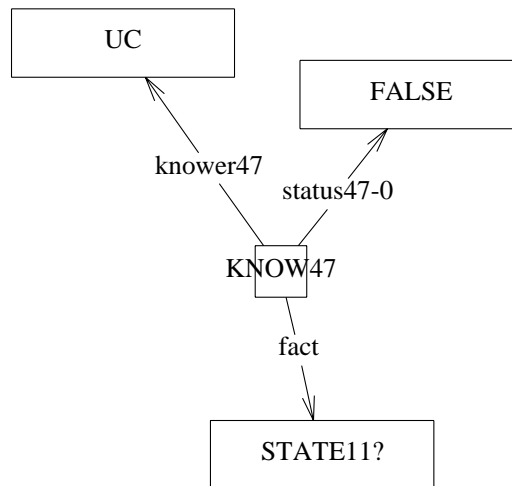 UC
FALSE
knower47
status47-0
KNOW47
fact
STATE11?